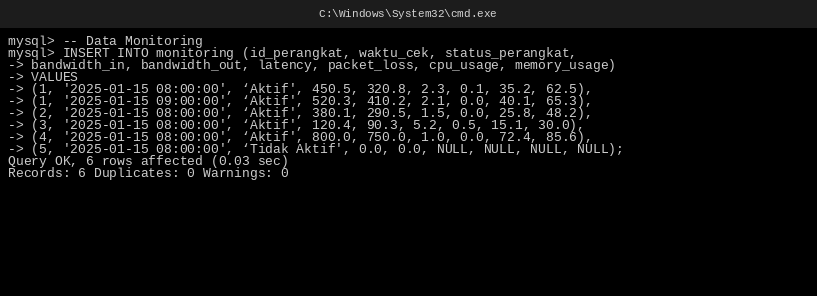 C:\Windows\System32\cmd.exe
mysql> -- Data Monitoring
mysql> INSERT INTO monitoring (id_perangkat, waktu_cek, status_perangkat,
-> bandwidth_in, bandwidth_out, latency, packet_loss, cpu_usage, memory_usage)
-> VALUES
-> (1, '2025-01-15 08:00:00', ‘Aktif', 450.5, 320.8, 2.3, 0.1, 35.2, 62.5),
-> (1, '2025-01-15 09:00:00', ‘Aktif', 520.3, 410.2, 2.1, 0.0, 40.1, 65.3),
-> (2, '2025-01-15 08:00:00', ‘Aktif', 380.1, 290.5, 1.5, 0.0, 25.8, 48.2),
-> (3, '2025-01-15 08:00:00', ‘Aktif', 120.4, 90.3, 5.2, 0.5, 15.1, 30.0),
-> (4, '2025-01-15 08:00:00', ‘Aktif', 800.0, 750.0, 1.0, 0.0, 72.4, 85.6),
-> (5, '2025-01-15 08:00:00', ‘Tidak Aktif', 0.0, 0.0, NULL, NULL, NULL, NULL);
Query OK, 6 rows affected (0.03 sec)
Records: 6 Duplicates: 0 Warnings: 0